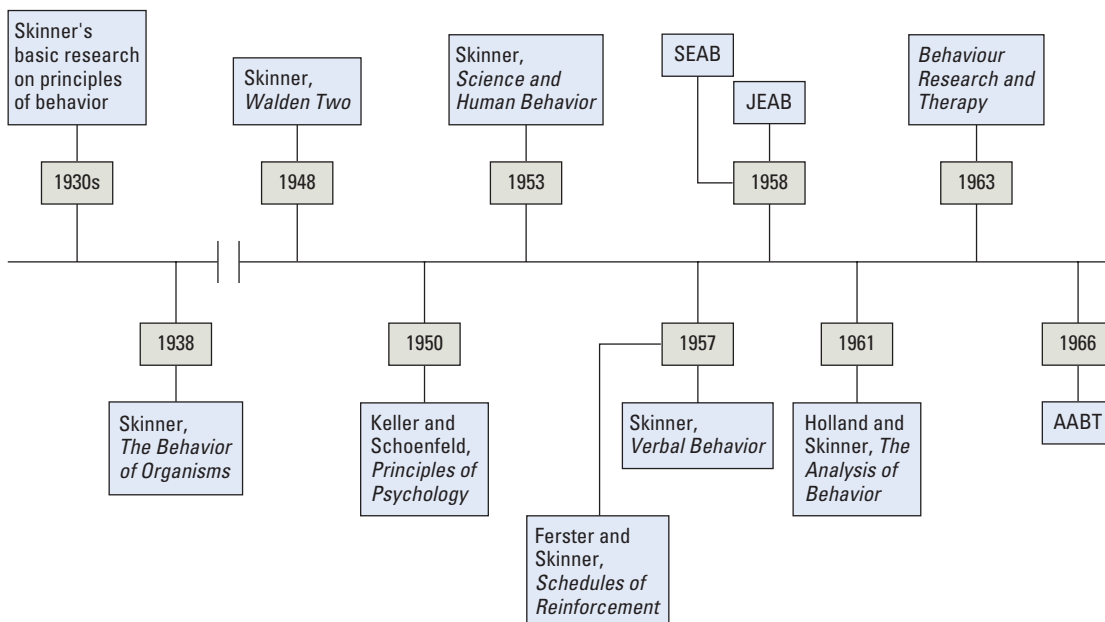 Skinner's
basic research
on principles
of behavior
1930s
Skinner,
Walden Two
1948
Skinner,
Science and
Human Behavior
1953
SEAB
JEAB
1958
Behaviour
Research and
Therapy
1963
1938
Skinner,
The Behavior
of Organisms
1950
Keller and
Schoenfeld,
Principles of
Psychology
1957
Skinner,
Verbal Behavior
Ferster and
Skinner,
Schedules of
Reinforcement
1961
Holland and
Skinner, The
Analysis of
Behavior
1966
AABT